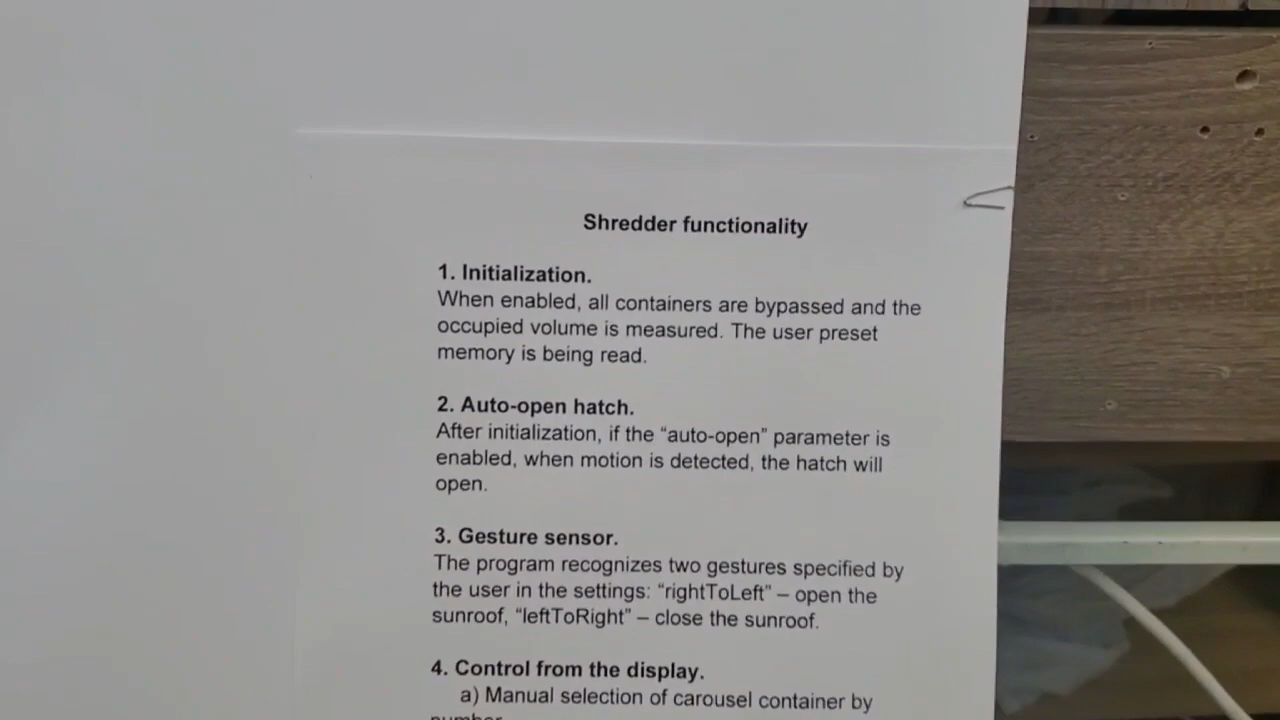 Shredder functionality
1. Initialization.
When enabled, all containers are bypassed and the
occupied volume is measured. The user preset
memory is being read.
2. Auto-open hatch.
After initialization, if the “auto-open” parameter is
enabled, when motion is detected, the hatch will
open.
3. Gesture sensor.
The program recognizes two gestures specified by
the user in the settings: “rightToLeft” – open the
sunroof, “leftToRight” – close the sunroof.
4. Control from the display.
a) Manual selection of carousel container by